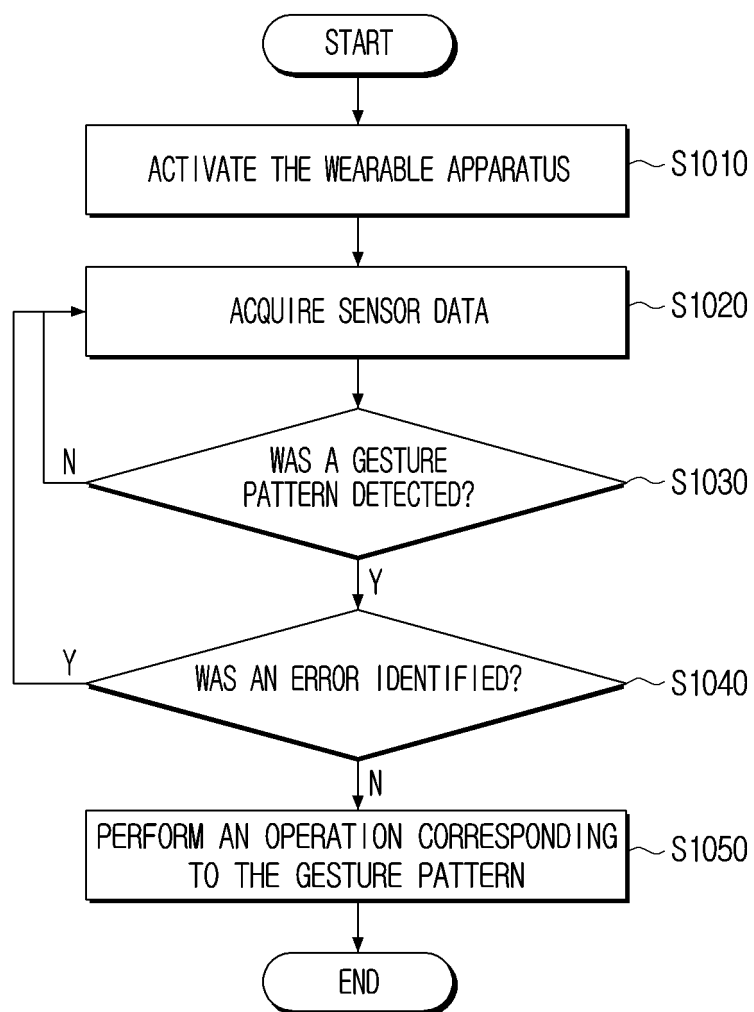 START
ACTIVATE THE WEARABLE APPARATUS
S1010
ACQUIRE SENSOR DATA
S1020
N
WAS A GESTURE
PATTERN DETECTED?
S1030
Y
Y
WAS AN ERROR IDENTIFIED?
S1040
N
PERFORM AN OPERATION CORRESPONDING
TO THE GESTURE PATTERN
S1050
END